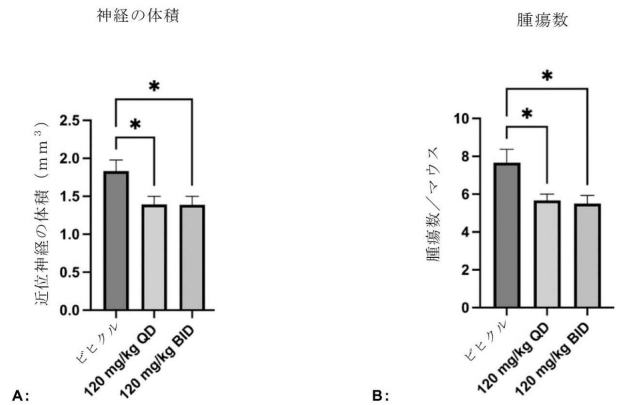 神経の体積
*
*
2.5
2.0
1.5
1.0
0.5
0.0
近位神経の体積 (mm³)
ビヒクル
120 mg/kg QD
120 mg/kg BID
A:
腫瘍数
*
*
10
8
6
4
2
0
腫瘍数/マウス
ビヒクル
120 mg/kg QD
120 mg/kg BID
B: